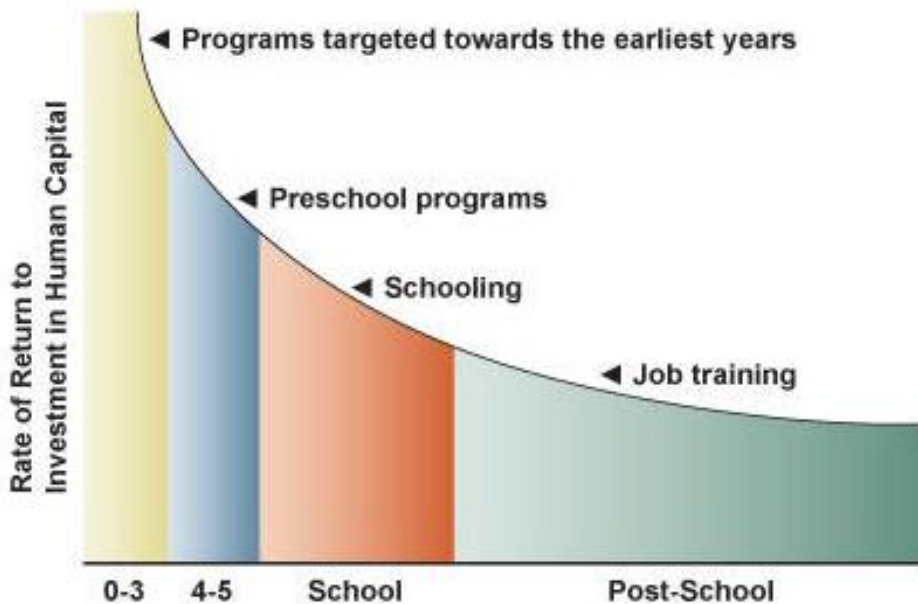 Programs targeted towards the earliest years
Preschool programs
Schooling
Job training
Rate of Return to
Investment in Human Capital
0-3 4-5 School Post-School